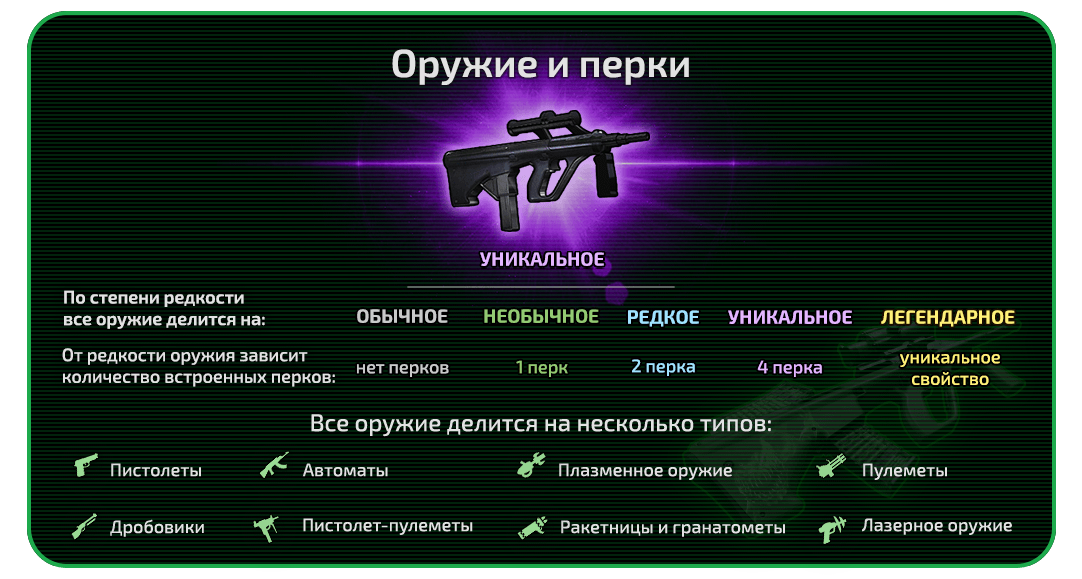 Оружие и перки
УНИКАЛЬНОЕ
По степени редкости
все оружие делится на:
ОБЫЧНОЕ НЕОБЫЧНОЕ РЕДКОЕ УНИКАЛЬНОЕ ЛЕГЕНДАРНОЕ
От редкости оружия зависит
количество встроенных перков:
нет перков 1 перк 2 перка 4 перка уникальное
свойство
Все оружие делится на несколько типов:
Пистолеты Автоматы Плазменное оружие Пулеметы
Дробовики Пистолет-пулеметы Ракетницы и гранатометы Лазерное оружие